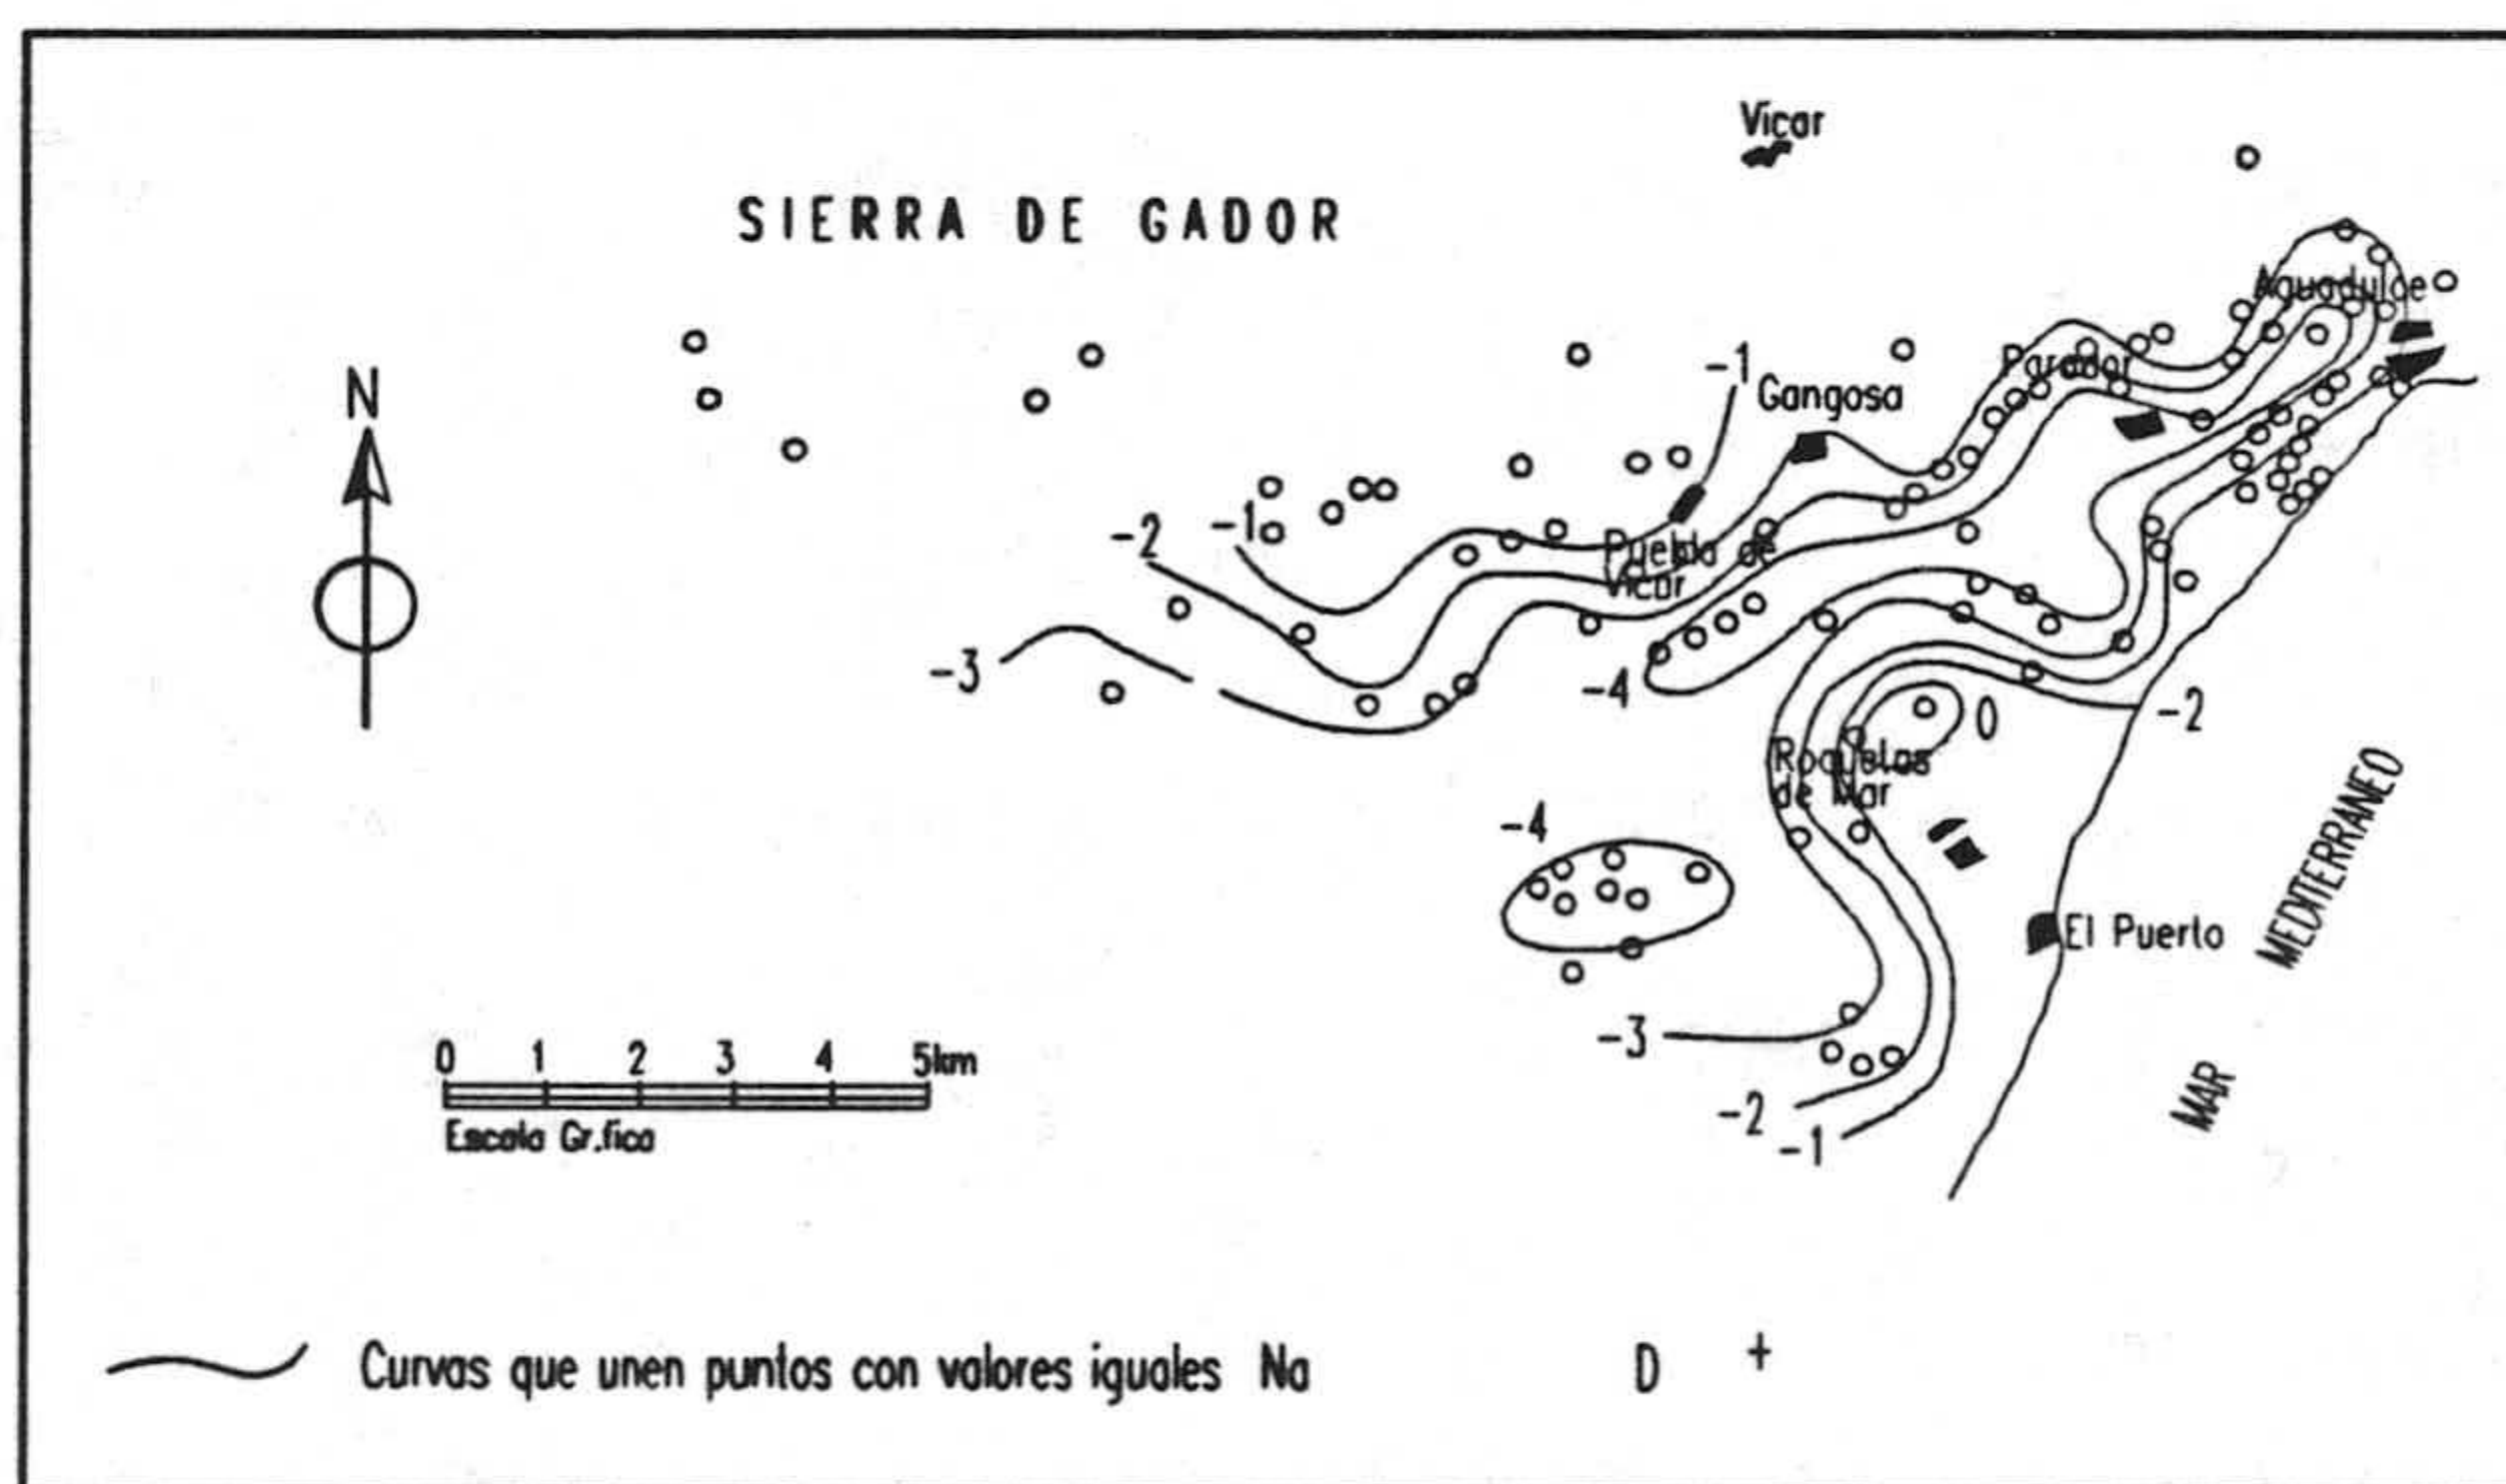 Vicar
SIERRA DE GADOR
Aguadulce
N
-1
Gangosa
Parador
-2
-1
Puebla de
Vicar
-3
-4
0
-2
Roquetas
de Mar
-4
MAR MEDITERRANEO
El Puerto
-3
0 1 2 3 4 5km
Escala Gr.fica
-2
-1
Curvas que unen puntos con valores iguales Na D +